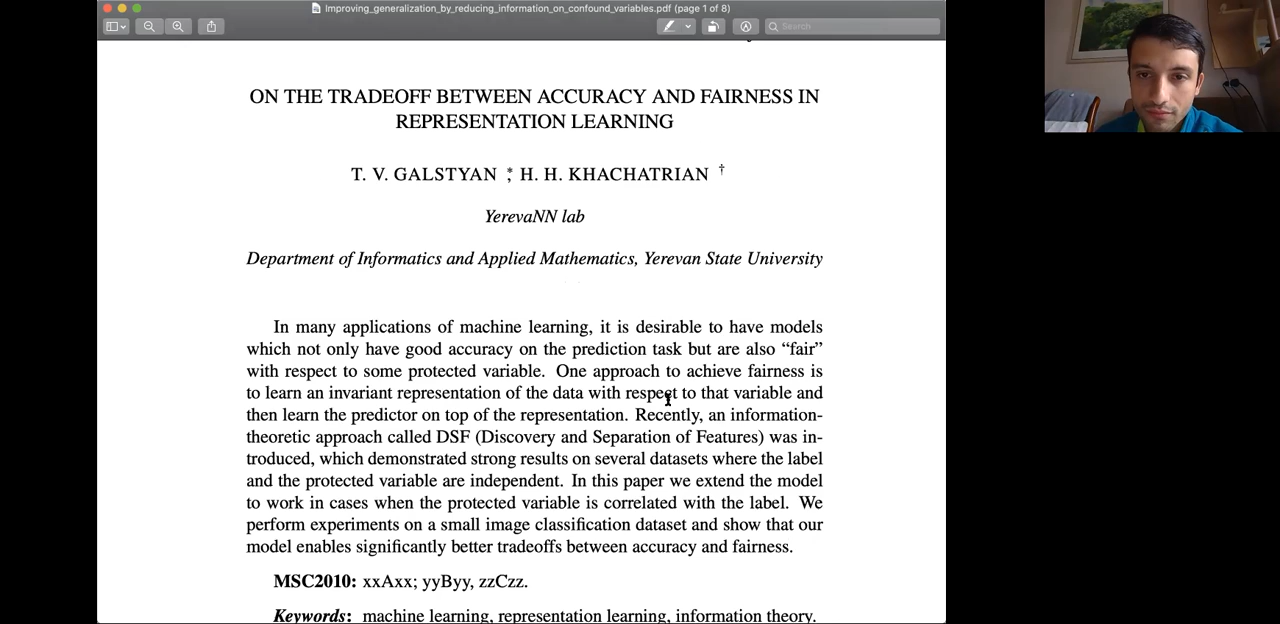 Improving_generalization_by_reducing_information_on_confound_variables.pdf (page 1 of 8)
Search
ON THE TRADEOFF BETWEEN ACCURACY AND FAIRNESS IN
REPRESENTATION LEARNING
T. V. GALSTYAN *, H. H. KHACHATRIAN †
YerevaNN lab
Department of Informatics and Applied Mathematics, Yerevan State University
In many applications of machine learning, it is desirable to have models
which not only have good accuracy on the prediction task but are also “fair”
with respect to some protected variable. One approach to achieve fairness is
to learn an invariant representation of the data with respect to that variable and
then learn the predictor on top of the representation. Recently, an information-
theoretic approach called DSF (Discovery and Separation of Features) was in-
troduced, which demonstrated strong results on several datasets where the label
and the protected variable are independent. In this paper we extend the model
to work in cases when the protected variable is correlated with the label. We
perform experiments on a small image classification dataset and show that our
model enables significantly better tradeoffs between accuracy and fairness.
MSC2010: xxAxx; yyByy, zzCzz.
Keywords: machine learning, representation learning, information theory.